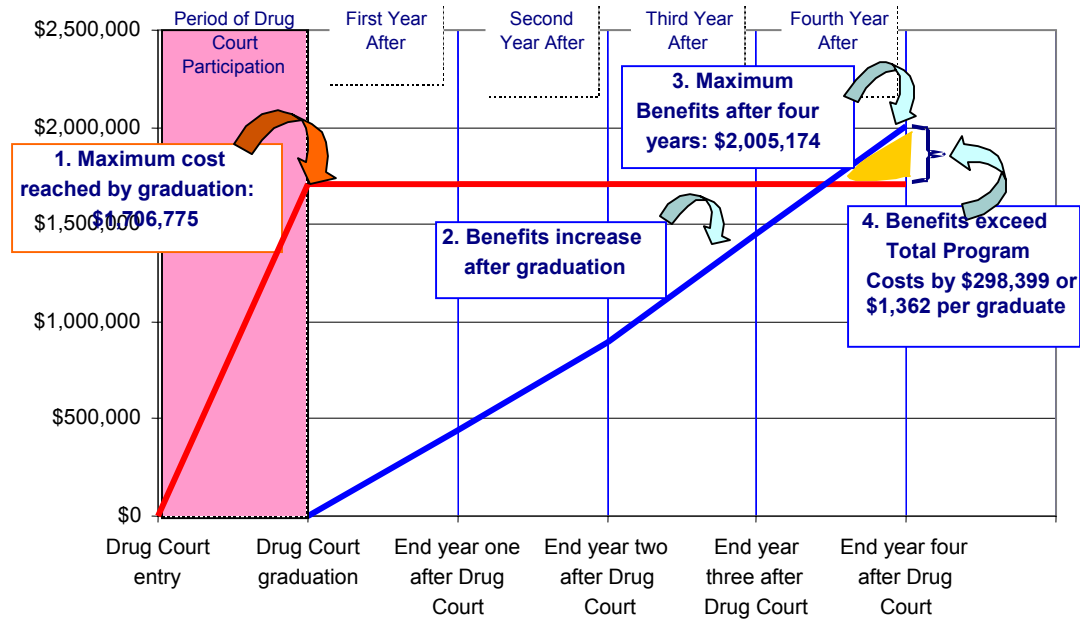 $2,500,000
$2,000,000
$1,500,000
$1,000,000
$500,000
$0
Period of Drug
Court
Participation
First Year
After
Second
Year After
Third Year
After
Fourth Year
After
1. Maximum cost
reached by graduation:
$1,706,775
2. Benefits increase
after graduation
3. Maximum
Benefits after four
years: $2,005,174
4. Benefits exceed
Total Program
Costs by $298,399 or
$1,362 per graduate
Drug Court
entry
Drug Court
graduation
End year one
after Drug
Court
End year two
after Drug
Court
End year
three after
Drug Court
End year four
after Drug
Court